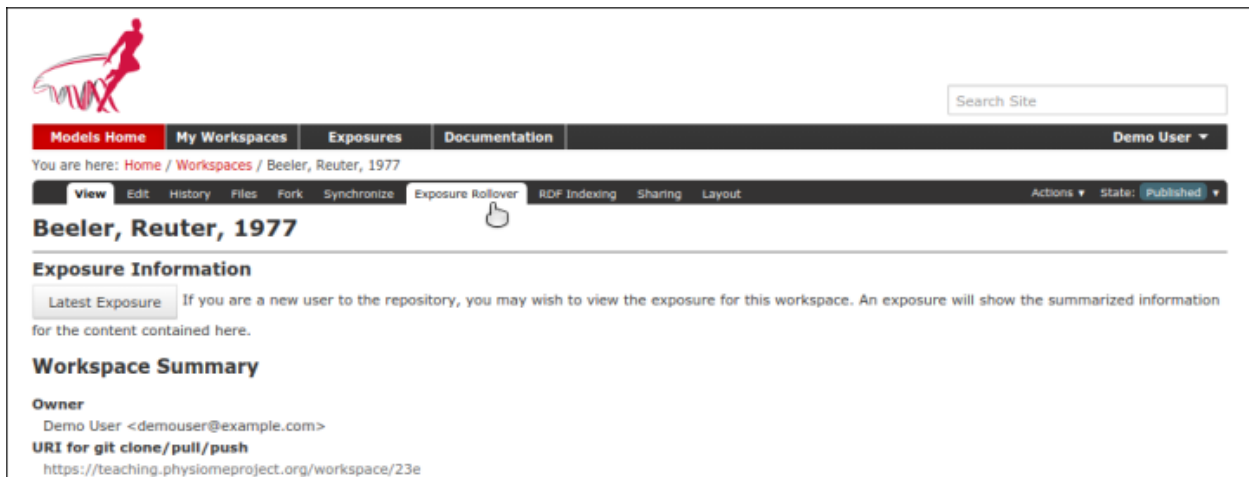 Search Site
Models Home My Workspaces Exposures Documentation Demo User ▼
You are here: Home / Workspaces / Beeler, Reuter, 1977
View Edit History Files Fork Synchronize Exposure Rollover RDF Indexing Sharing Layout Actions ▼ State: Published ▼
Beeler, Reuter, 1977
Exposure Information
Latest Exposure If you are a new user to the repository, you may wish to view the exposure for this workspace. An exposure will show the summarized information
for the content contained here.
Workspace Summary
Owner
Demo User <demouser@example.com>
URI for git clone/pull/push
https://teaching.physiomeproject.org/workspace/23e